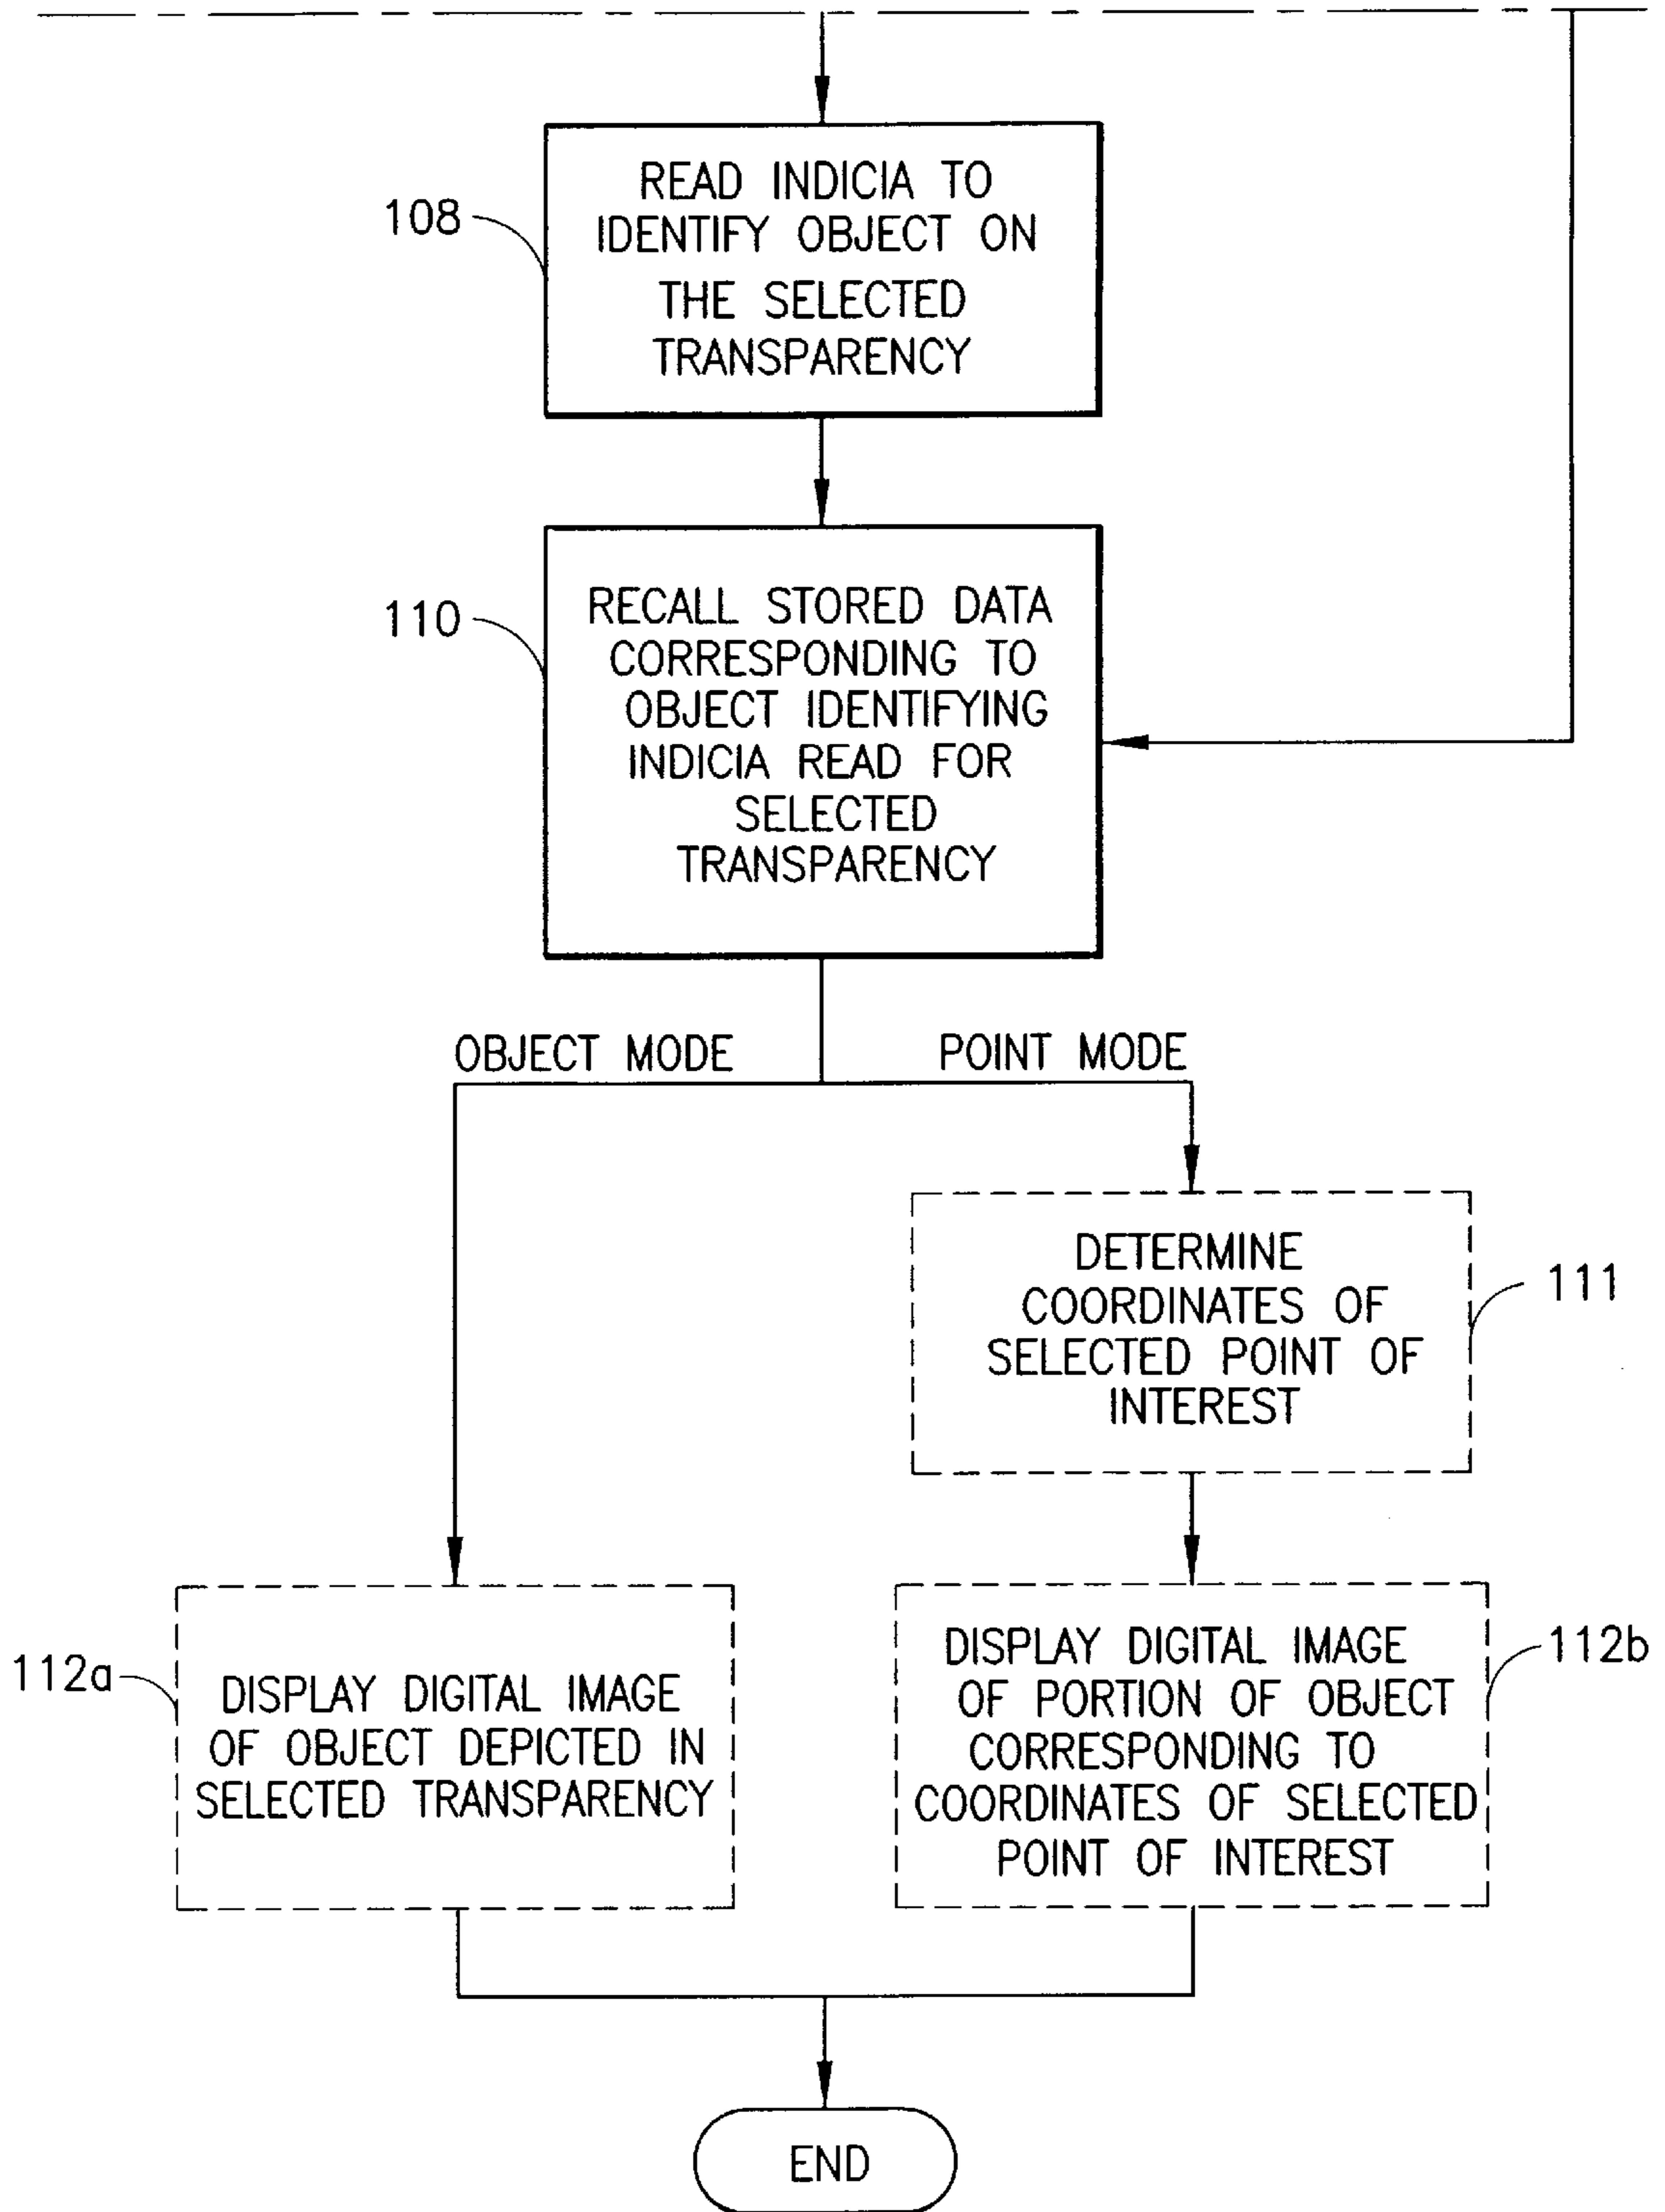 108
READ INDICIA TO
IDENTIFY OBJECT ON
THE SELECTED
TRANSPARENCY
110
RECALL STORED DATA
CORRESPONDING TO
OBJECT IDENTIFYING
INDICIA READ FOR
SELECTED
TRANSPARENCY
OBJECT MODE
POINT MODE
DETERMINE
COORDINATES OF
SELECTED POINT OF
INTEREST
111
112a
DISPLAY DIGITAL IMAGE
OF OBJECT DEPICTED IN
SELECTED TRANSPARENCY
DISPLAY DIGITAL IMAGE
OF PORTION OF OBJECT
CORRESPONDING TO
COORDINATES OF SELECTED
POINT OF INTEREST
112b
END